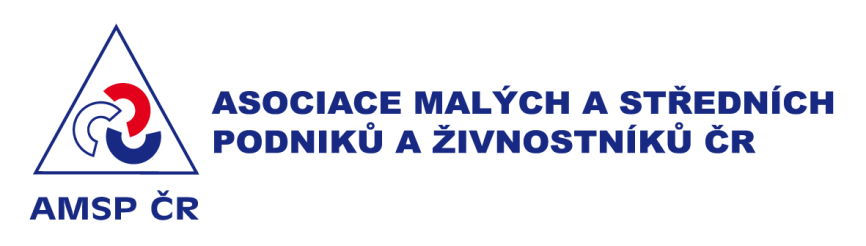 ASOCIACE MALÝCH A STŘEDNÍCH
PODNIKŮ A ŽIVNOSTNÍKŮ ČR
AMSP ČR